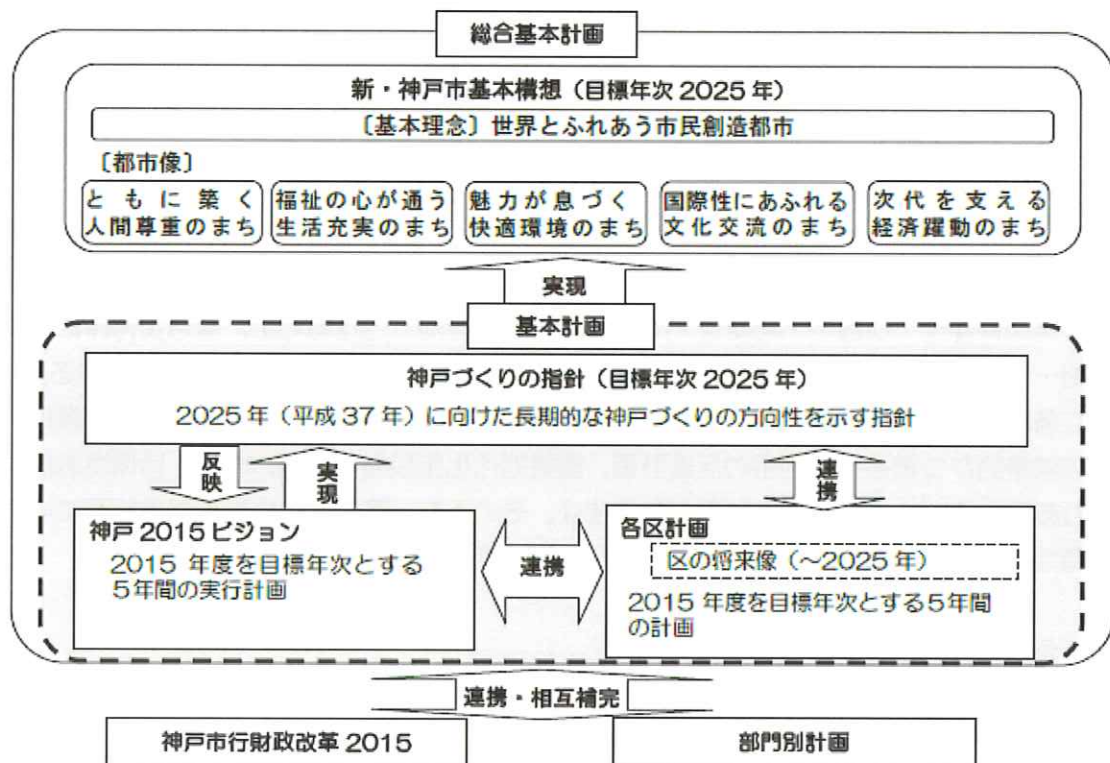 総合基本計画
新・神戸市基本構想(目標年次 2025 年)
〔基本理念〕世界とふれあう市民創造都市
〔都市像〕
ともに築く
人間尊重のまち
福祉の心が通う
生活充実のまち
魅力が息づく
快適環境のまち
国際性にあふれる
文化交流のまち
次代を支える
経済躍動のまち
実現
基本計画
神戸づくりの指針(目標年次 2025 年)
2025 年(平成 37 年)に向けた長期的な神戸づくりの方向性を示す指針
反映
実現
連携
神戸 2015 ビジョン
2015 年度を目標年次とする
5年間の実行計画
連携
各区計画
区の将来像(~2025 年)
2015 年度を目標年次とする5年間
の計画
連携・相互補完
神戸市行財政改革 2015
部門別計画